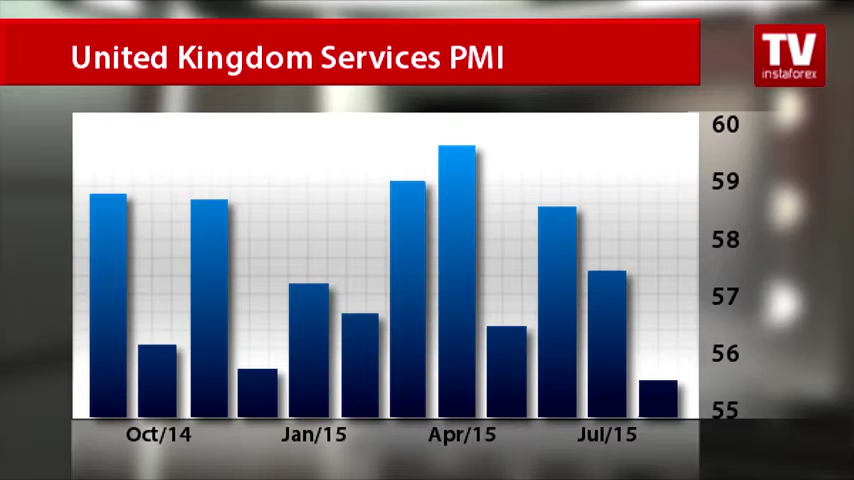 United Kingdom Services PMI
TV
instaforex
60
59
58
57
56
55
Oct/14 Jan/15 Apr/15 Jul/15